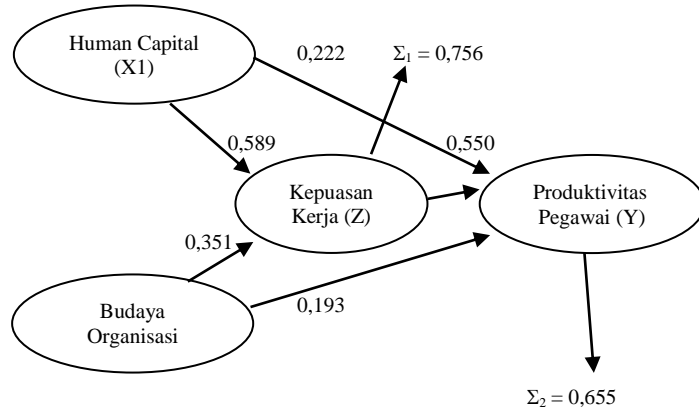 Human Capital
(X1)
0,222
Σ1 = 0,756
0,589
0,550
Kepuasan
Kerja (Z)
Produktivitas
Pegawai (Y)
0,351
0,193
Budaya
Organisasi
Σ2 = 0,655